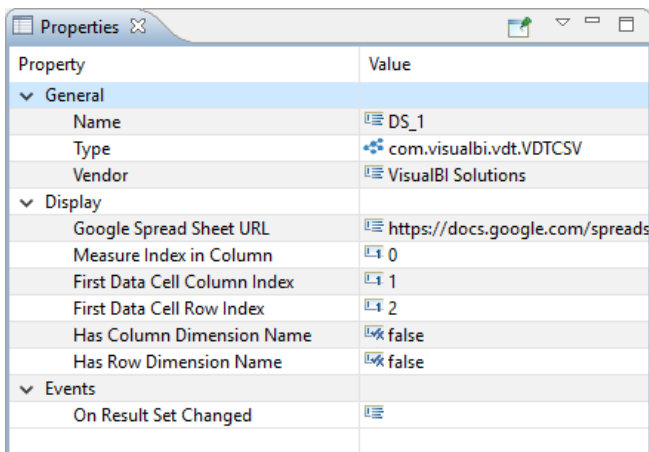 Properties
Property Value
General
Name DS_1
Type com.visualbi.vdt.VDTCSV
Vendor VisualBI Solutions
Display
Google Spread Sheet URL https://docs.google.com/spreads
Measure Index in Column 0
First Data Cell Column Index 1
First Data Cell Row Index 2
Has Column Dimension Name false
Has Row Dimension Name false
Events
On Result Set Changed